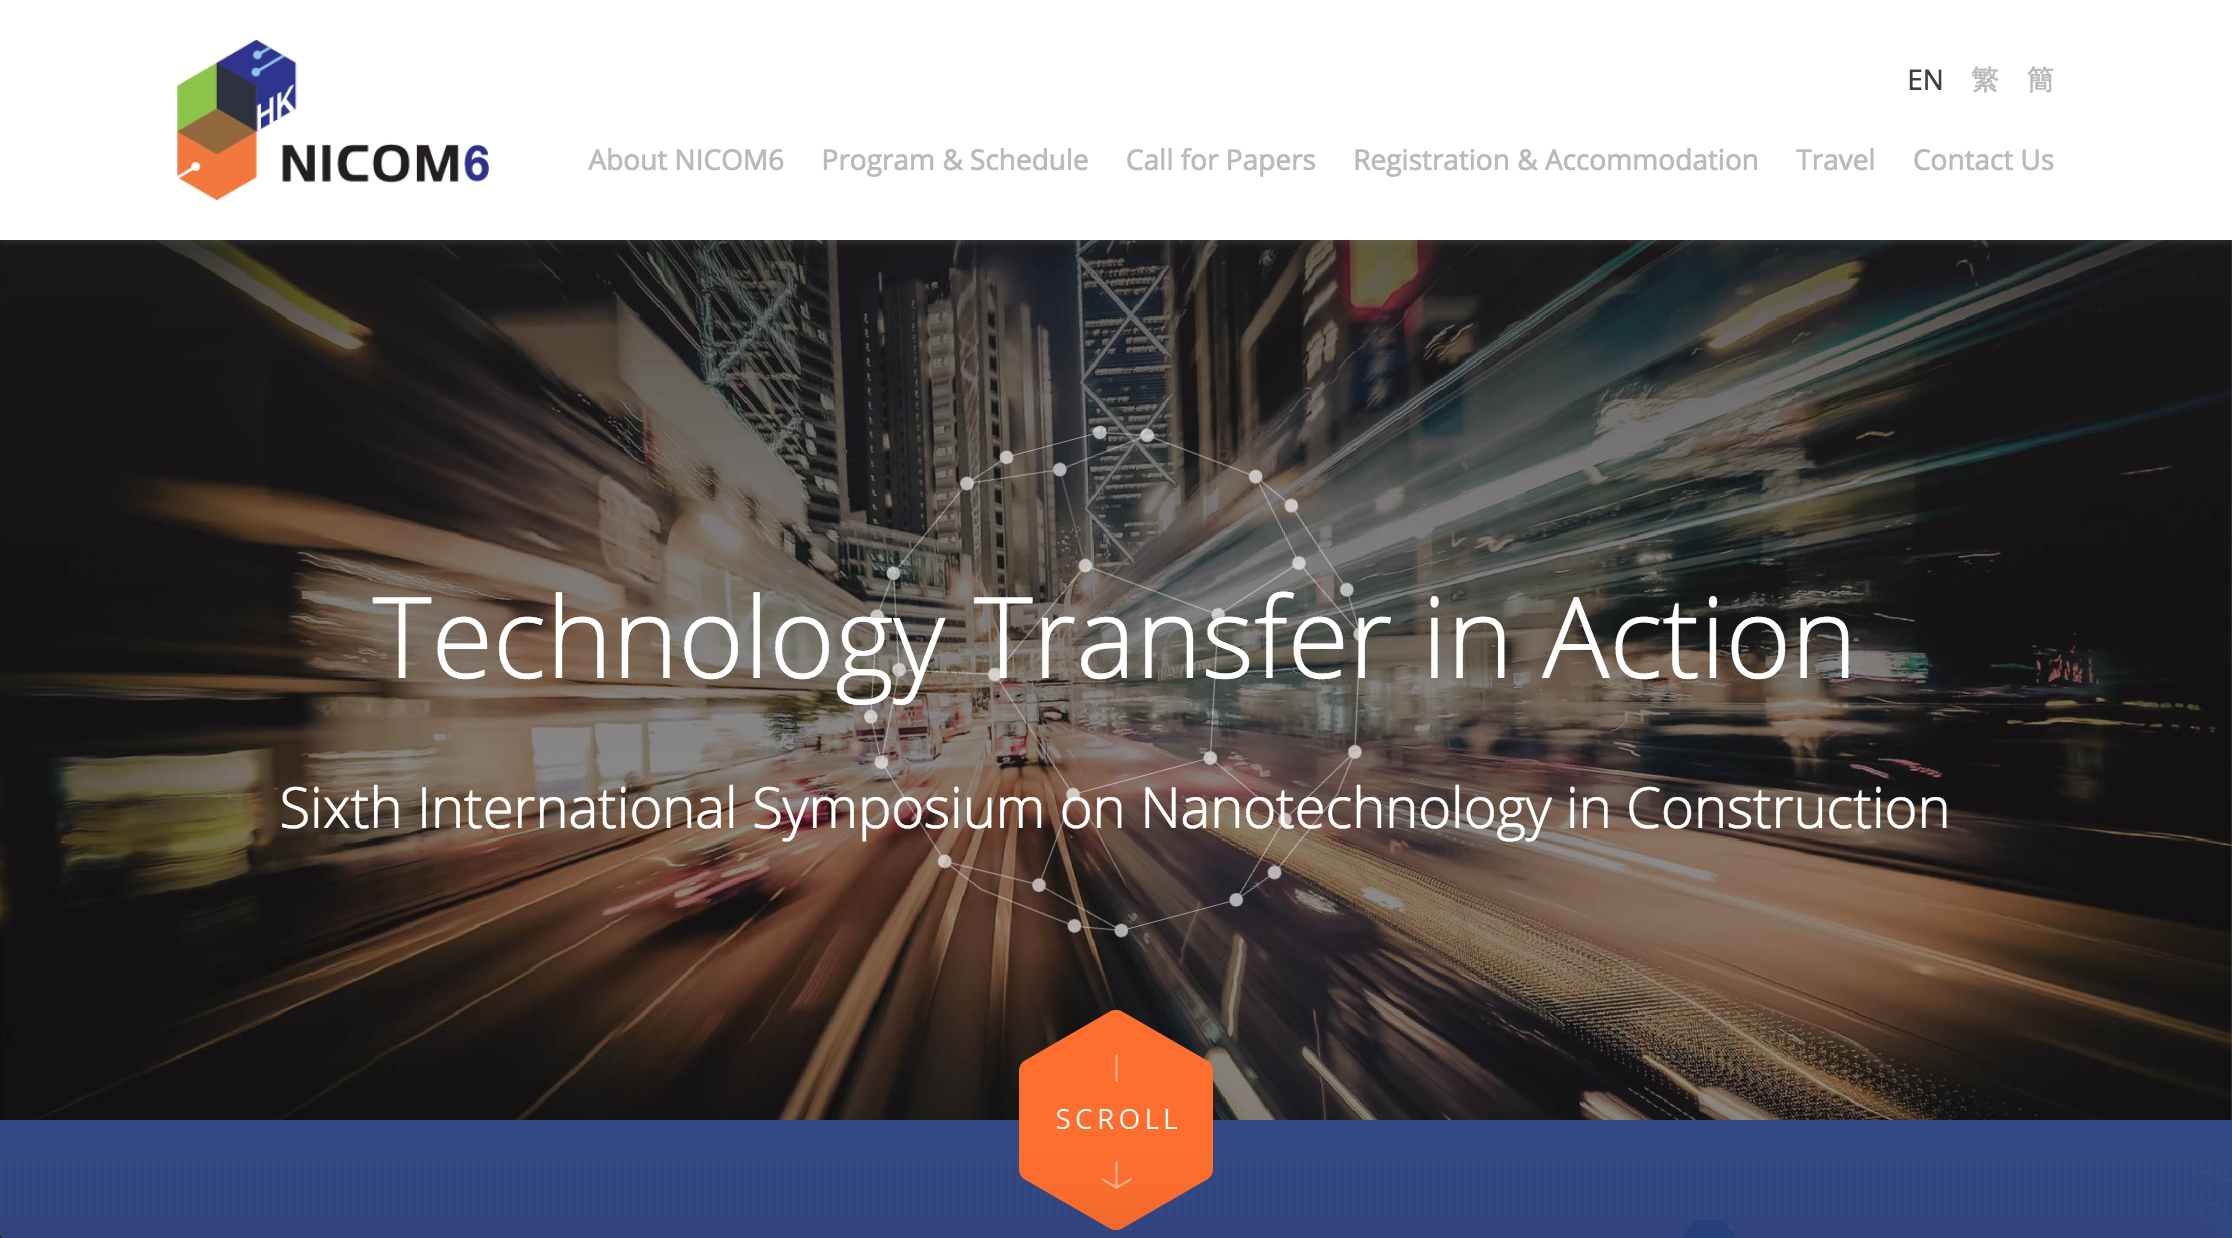 HK
NICOM6
EN 繁 簡
About NICOM6 Program & Schedule Call for Papers Registration & Accommodation Travel Contact Us
Technology Transfer in Action
Sixth International Symposium on Nanotechnology in Construction
SCROLL